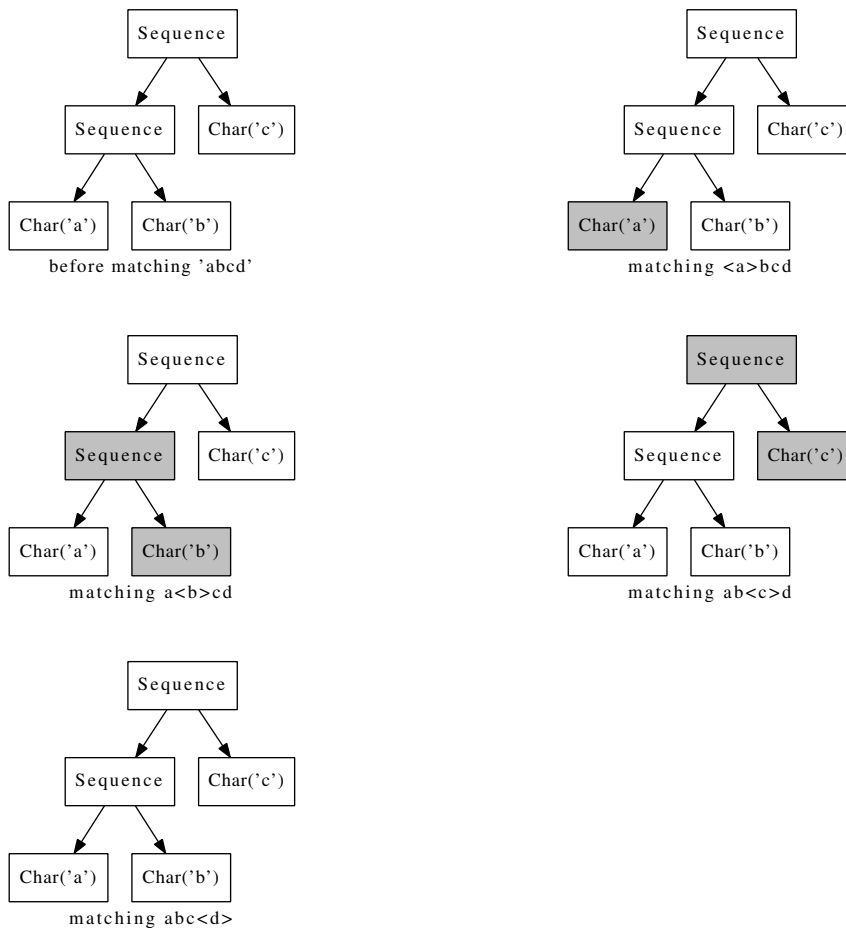 Sequence
Sequence Char('c')
Char('a') Char('b')
before matching ’abcd’
Sequence
Sequence Char('c')
Char('a') Char('b')
matching <a>bcd
Sequence
Sequence Char('c')
Char('a') Char('b')
matching a<b>cd
Sequence
Sequence Char('c')
Char('a') Char('b')
matching ab<c>d
Sequence
Sequence Char('c')
Char('a') Char('b')
matching abc<d>